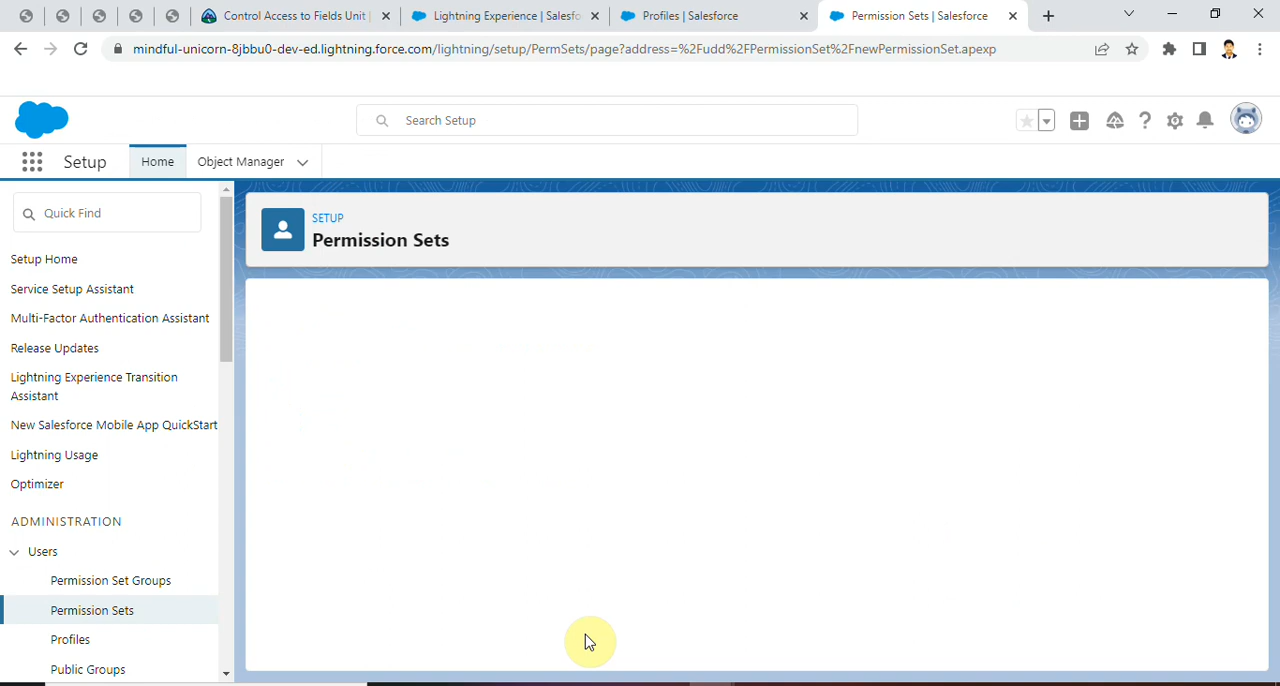 Control Access to Fields Unit |
Lightning Experience | Salesfo
Profiles | Salesforce
Permission Sets | Salesforce
mindful-unicorn-8jbbu0-dev-ed.lightning.force.com/lightning/setup/PermSets/page?address=%2Fudd%2FPermissionSet%2FnewPermissionSet.apexp
Search Setup
Setup
Home
Object Manager
Quick Find
Setup Home
Service Setup Assistant
Multi-Factor Authentication Assistant
Release Updates
Lightning Experience Transition
Assistant
New Salesforce Mobile App QuickStart
Lightning Usage
Optimizer
ADMINISTRATION
Users
Permission Set Groups
Permission Sets
Profiles
Public Groups
SETUP
Permission Sets